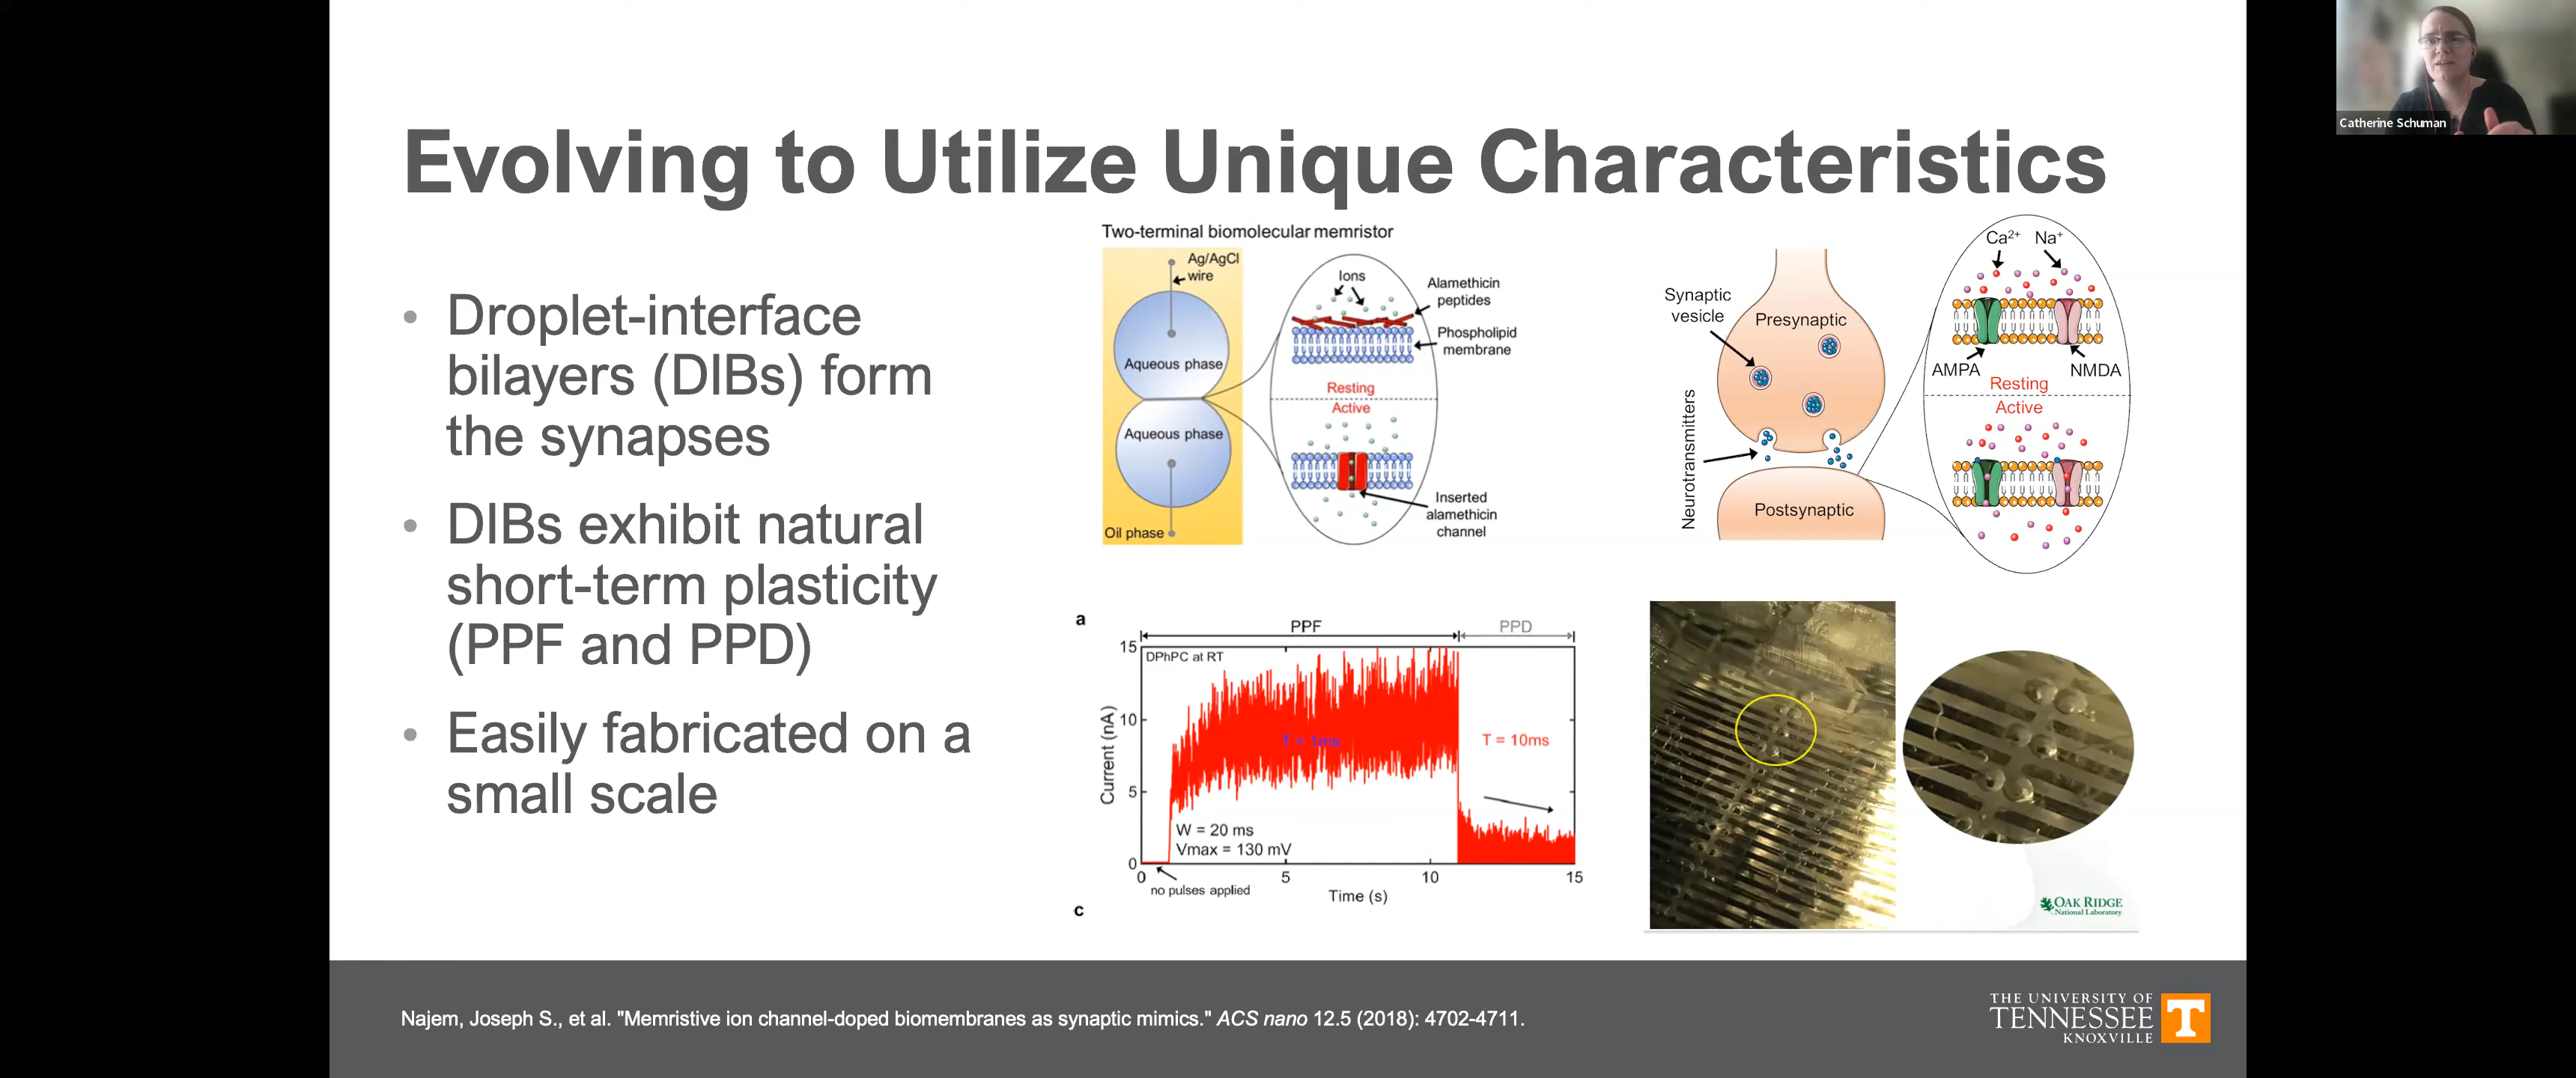 Catherine Schuman
Evolving to Utilize Unique Characteristics
• Droplet-interface
bilayers (DIBs) form
the synapses
• DIBs exhibit natural
short-term plasticity
(PPF and PPD)
• Easily fabricated on a
small scale
Two-terminal biomolecular memristor
Ag/AgCl
wire
Aqueous phase
Aqueous phase
Oil phase
Ions
Alamethicin
peptides
Phospholipid
membrane
Resting
Active
Inserted
alamethicin
channel
Synaptic
vesicle
Presynaptic
Neurotransmitters
Postsynaptic
Ca²⁺ Na⁺
AMPA
NMDA
Resting
Active
a
PPF
PPD
DPhPC at RT
15
10
5
0
Current (nA)
T = 1ms
T = 10ms
W = 20 ms
Vmax = 130 mV
0 5 10 15
no pulses applied
Time (s)
c
OAK RIDGE
National Laboratory
Najem, Joseph S., et al. "Memristive ion channel-doped biomembranes as synaptic mimics." ACS nano 12.5 (2018): 4702-4711.
THE UNIVERSITY OF
TENNESSEE
KNOXVILLE
T